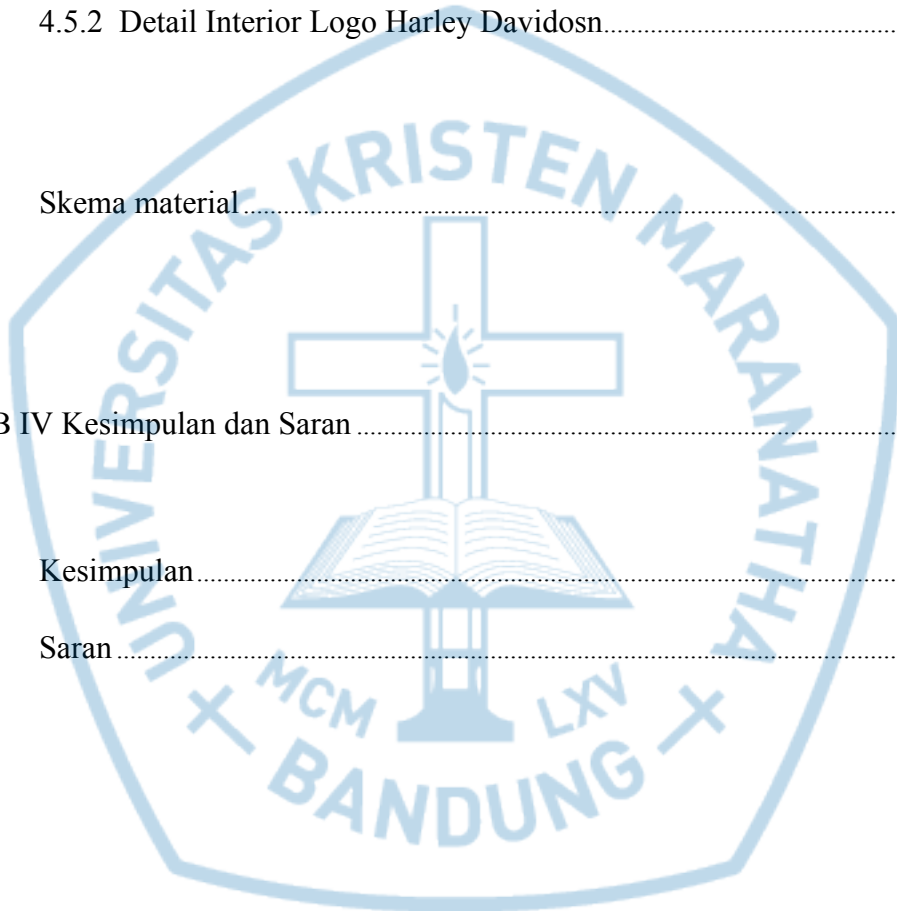 4.5.2 Detail Interior Logo Harley Davidosn............................................
Skema material............................................
B IV Kesimpulan dan Saran............................................
Kesimpulan............................................
Saran............................................
UNIVERSITAS KRISTEN MARANATHA
MCM LXV
BANDUNG